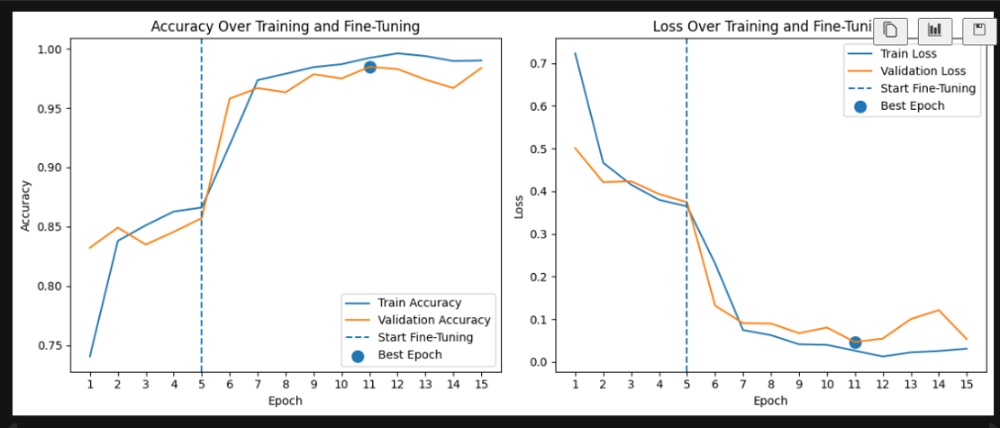 Accuracy Over Training and Fine-Tuning
1.00
0.95
0.90
0.85
0.80
0.75
Accuracy
Train Accuracy
Validation Accuracy
Start Fine-Tuning
Best Epoch
1 2 3 4 5 6 7 8 9 10 11 12 13 14 15
Epoch
Loss Over Training and Fine-Tuni
0.7
0.6
0.5
0.4
0.3
0.2
0.1
0.0
Loss
Train Loss
Validation Loss
Start Fine-Tuning
Best Epoch
1 2 3 4 5 6 7 8 9 10 11 12 13 14 15
Epoch